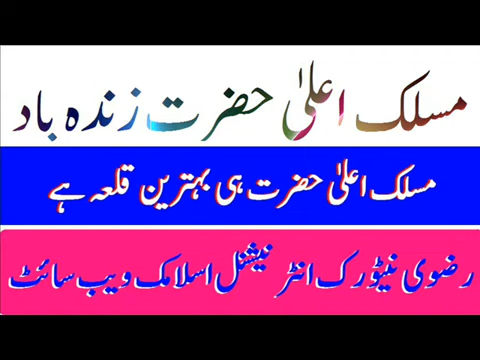 مسلک اعلیٰ حضرت زندہ باد
مسلک اعلیٰ حضرت ہی بہترین قلعہ ہے
رضوی نیٹورک انٹرنیشنل اسلامک ویب سائٹ